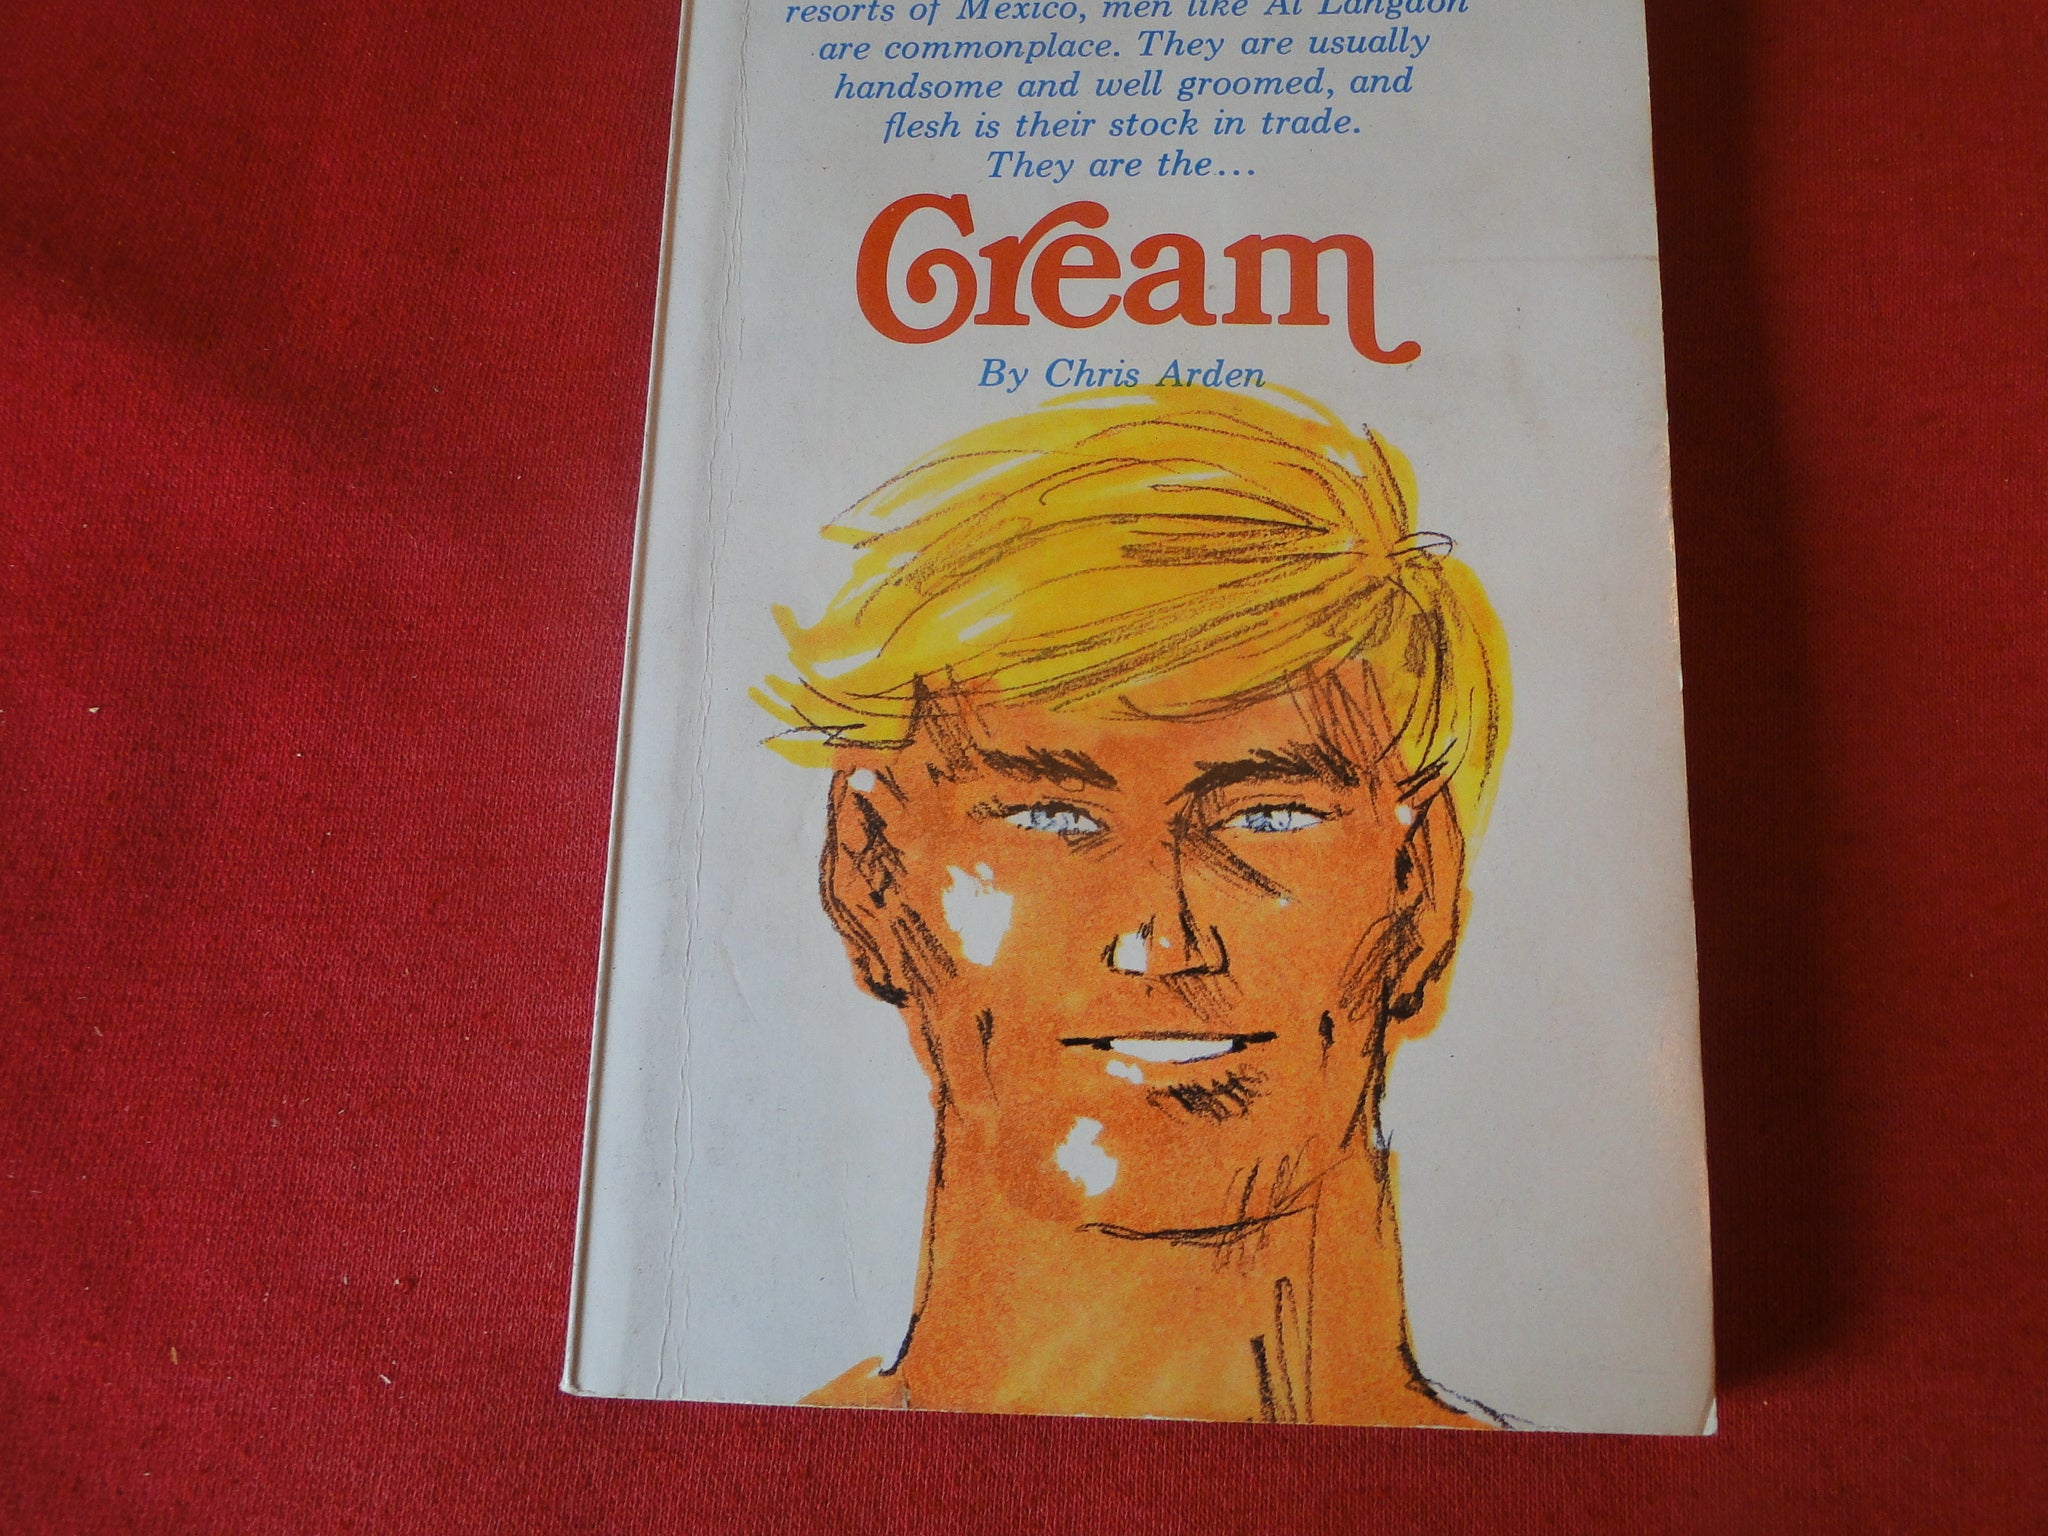 resorts of Mexico, men like Al Langdon
are commonplace. They are usually
handsome and well groomed, and
flesh is their stock in trade.
They are the...
Cream
By Chris Arden